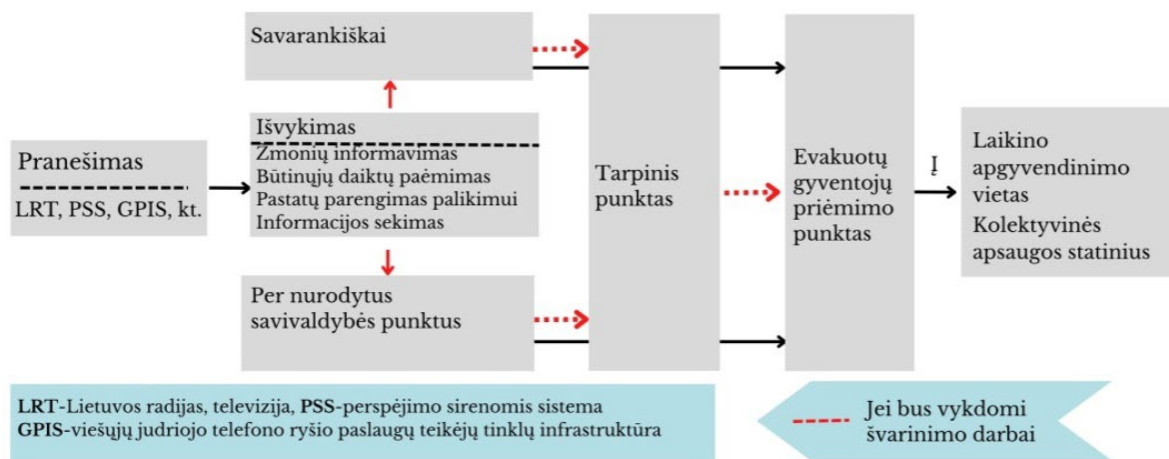 Pranešimas
LRT, PSS, GPIS, kt.
Savarankiškai
Išvykimas
Žmonių informavimas
Būtinųjų daiktų paėmimas
Pastatų parengimas palikimui
Informacijos sekimas
Per nurodytus
savivaldybės punktus
Tarpinis
punktas
Evakuotų
gyventojų
priėmimo
punktas
Į
Laikino
apgyvendinimo
vietas
Kolektyvinės
apsaugos statinius
LRT-Lietuvos radijas, televizija, PSS-perspėjimo sirenomis sistema
GPIS-viešųjų judriojo telefono ryšio paslaugų teikėjų tinklų infrastruktūra
Jei bus vykdomi
švarinimo darbai